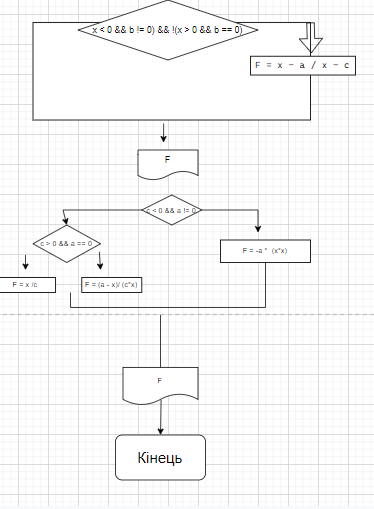 x < 0 && b != 0) && !(x > 0 && b == 0)
F = x − a / x − c
F
c < 0 && a != 0
c > 0 && a == 0
F = -a * (x*x)
F = x /c
F = (a - x)/ (c*x)
F
Кінець